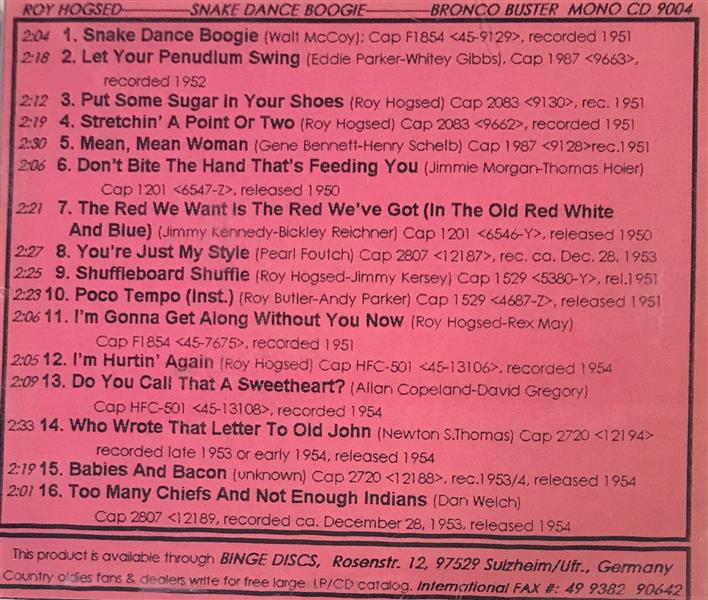 ROY HOGSED SNAKE DANCE BOOGIE BRONCO BUSTER MONO CD 9004
2:04 1. Snake Dance Boogie (Walt McCoy); Cap F1854 <45-9129>, recorded 1951
2:18 2. Let Your Penudlum Swing (Eddie Parker-Whitey Gibbs), Cap 1987 <9663>,
recorded 1952
2:12 3. Put Some Sugar In Your Shoes (Roy Hogsed) Cap 2083 <9130>, rec. 1951
2:19 4. Stretchin' A Point Or Two (Roy Hogsed) Cap 2083 <9662>, recorded 1951
2:30 5. Mean, Mean Woman (Gene Bennett-Henry Schelb) Cap 1987 <9128>rec.1951
2:06 6. Don't Bite The Hand That's Feeding You (Jimmie Morgan-Thomas Hoier)
Cap 1201 <6547-Z>, released 1950
2:21 7. The Red We Want Is The Red We've Got (In The Old Red White
And Blue) (Jimmy Kennedy-Bickley Reichner) Cap 1201 <6546-Y>, released 1950
2:27 8. You're Just My Style (Pearl Foutch) Cap 2807 <12187>, rec. ca. Dec. 28, 1953
2:25 9. Shuffleboard Shuffle (Roy Hogsed-Jimmy Kersey) Cap 1529 <5380-Y>, rel.1951
2:23 10. Poco Tempo (Inst.) (Roy Butler-Andy Parker) Cap 1529 <4687-Z>, released 1951
2:06 11. I'm Gonna Get Along Without You Now (Roy Hogsed-Rex May)
Cap F1854 <45-7675>, recorded 1951
2:05 12. I'm Hurtin' Again (Roy Hogsed) Cap HFC-501 <45-13106>, recorded 1954
2:09 13. Do You Call That A Sweetheart? (Allan Copeland-David Gregory)
Cap HFC-501 <45-13108>, recorded 1954
2:33 14. Who Wrote That Letter To Old John (Newton S.Thomas) Cap 2720 <12194>
recorded late 1953 or early 1954, released 1954
2:19 15. Babies And Bacon (unknown) Cap 2720 <12188>, rec.1953/4, released 1954
2:01 16. Too Many Chiefs And Not Enough Indians (Dan Welch)
Cap 2807 <12189, recorded ca. December 28, 1953, released 1954
This product is available through BINGE DISCS, Rosenstr. 12, 97529 Sulzheim/Ufr., Germany
Country oldies fans & dealers write for free large LP/CD catalog. International FAX #: 49 9382 90642